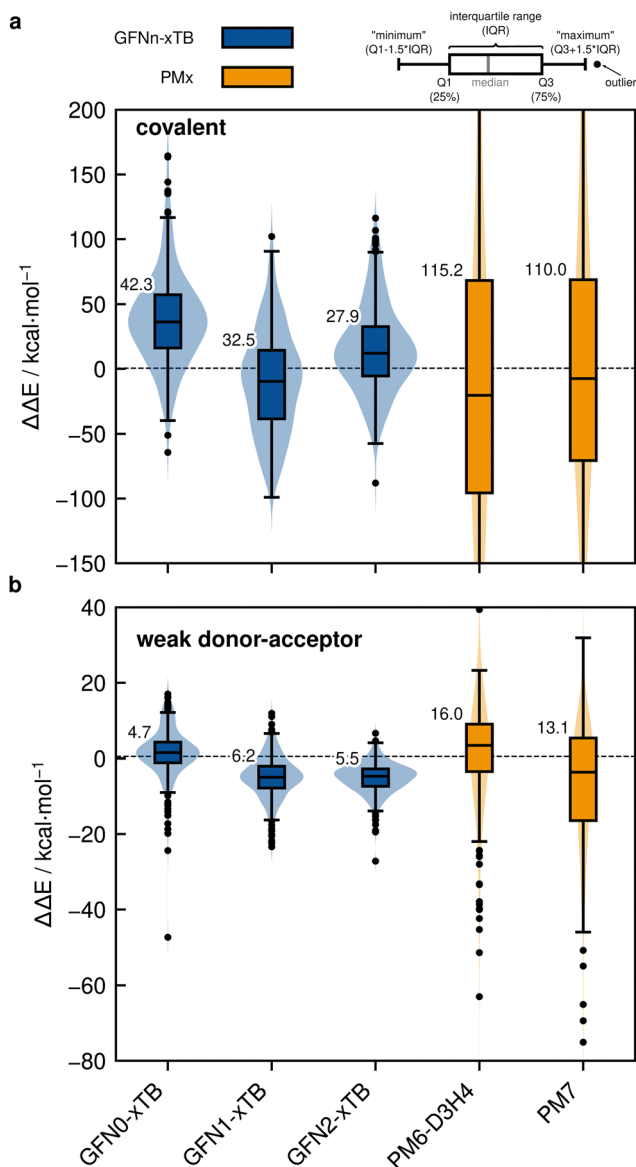 a
GFNn-xTB
PMx
interquartile range
(IQR)
"minimum"
(Q1-1.5*IQR)
"maximum"
(Q3+1.5*IQR)
Q1
(25%)
median
Q3
(75%)
outlier
covalent
200
150
100
50
0
−50
−100
−150
ΔΔE / kcal·mol⁻¹
42.3
32.5
27.9
115.2
110.0
b
weak donor-acceptor
40
20
0
−20
−40
−60
−80
ΔΔE / kcal·mol⁻¹
4.7
6.2
5.5
16.0
13.1
GFN0-xTB
GFN1-xTB
GFN2-xTB
PM6-D3H4
PM7